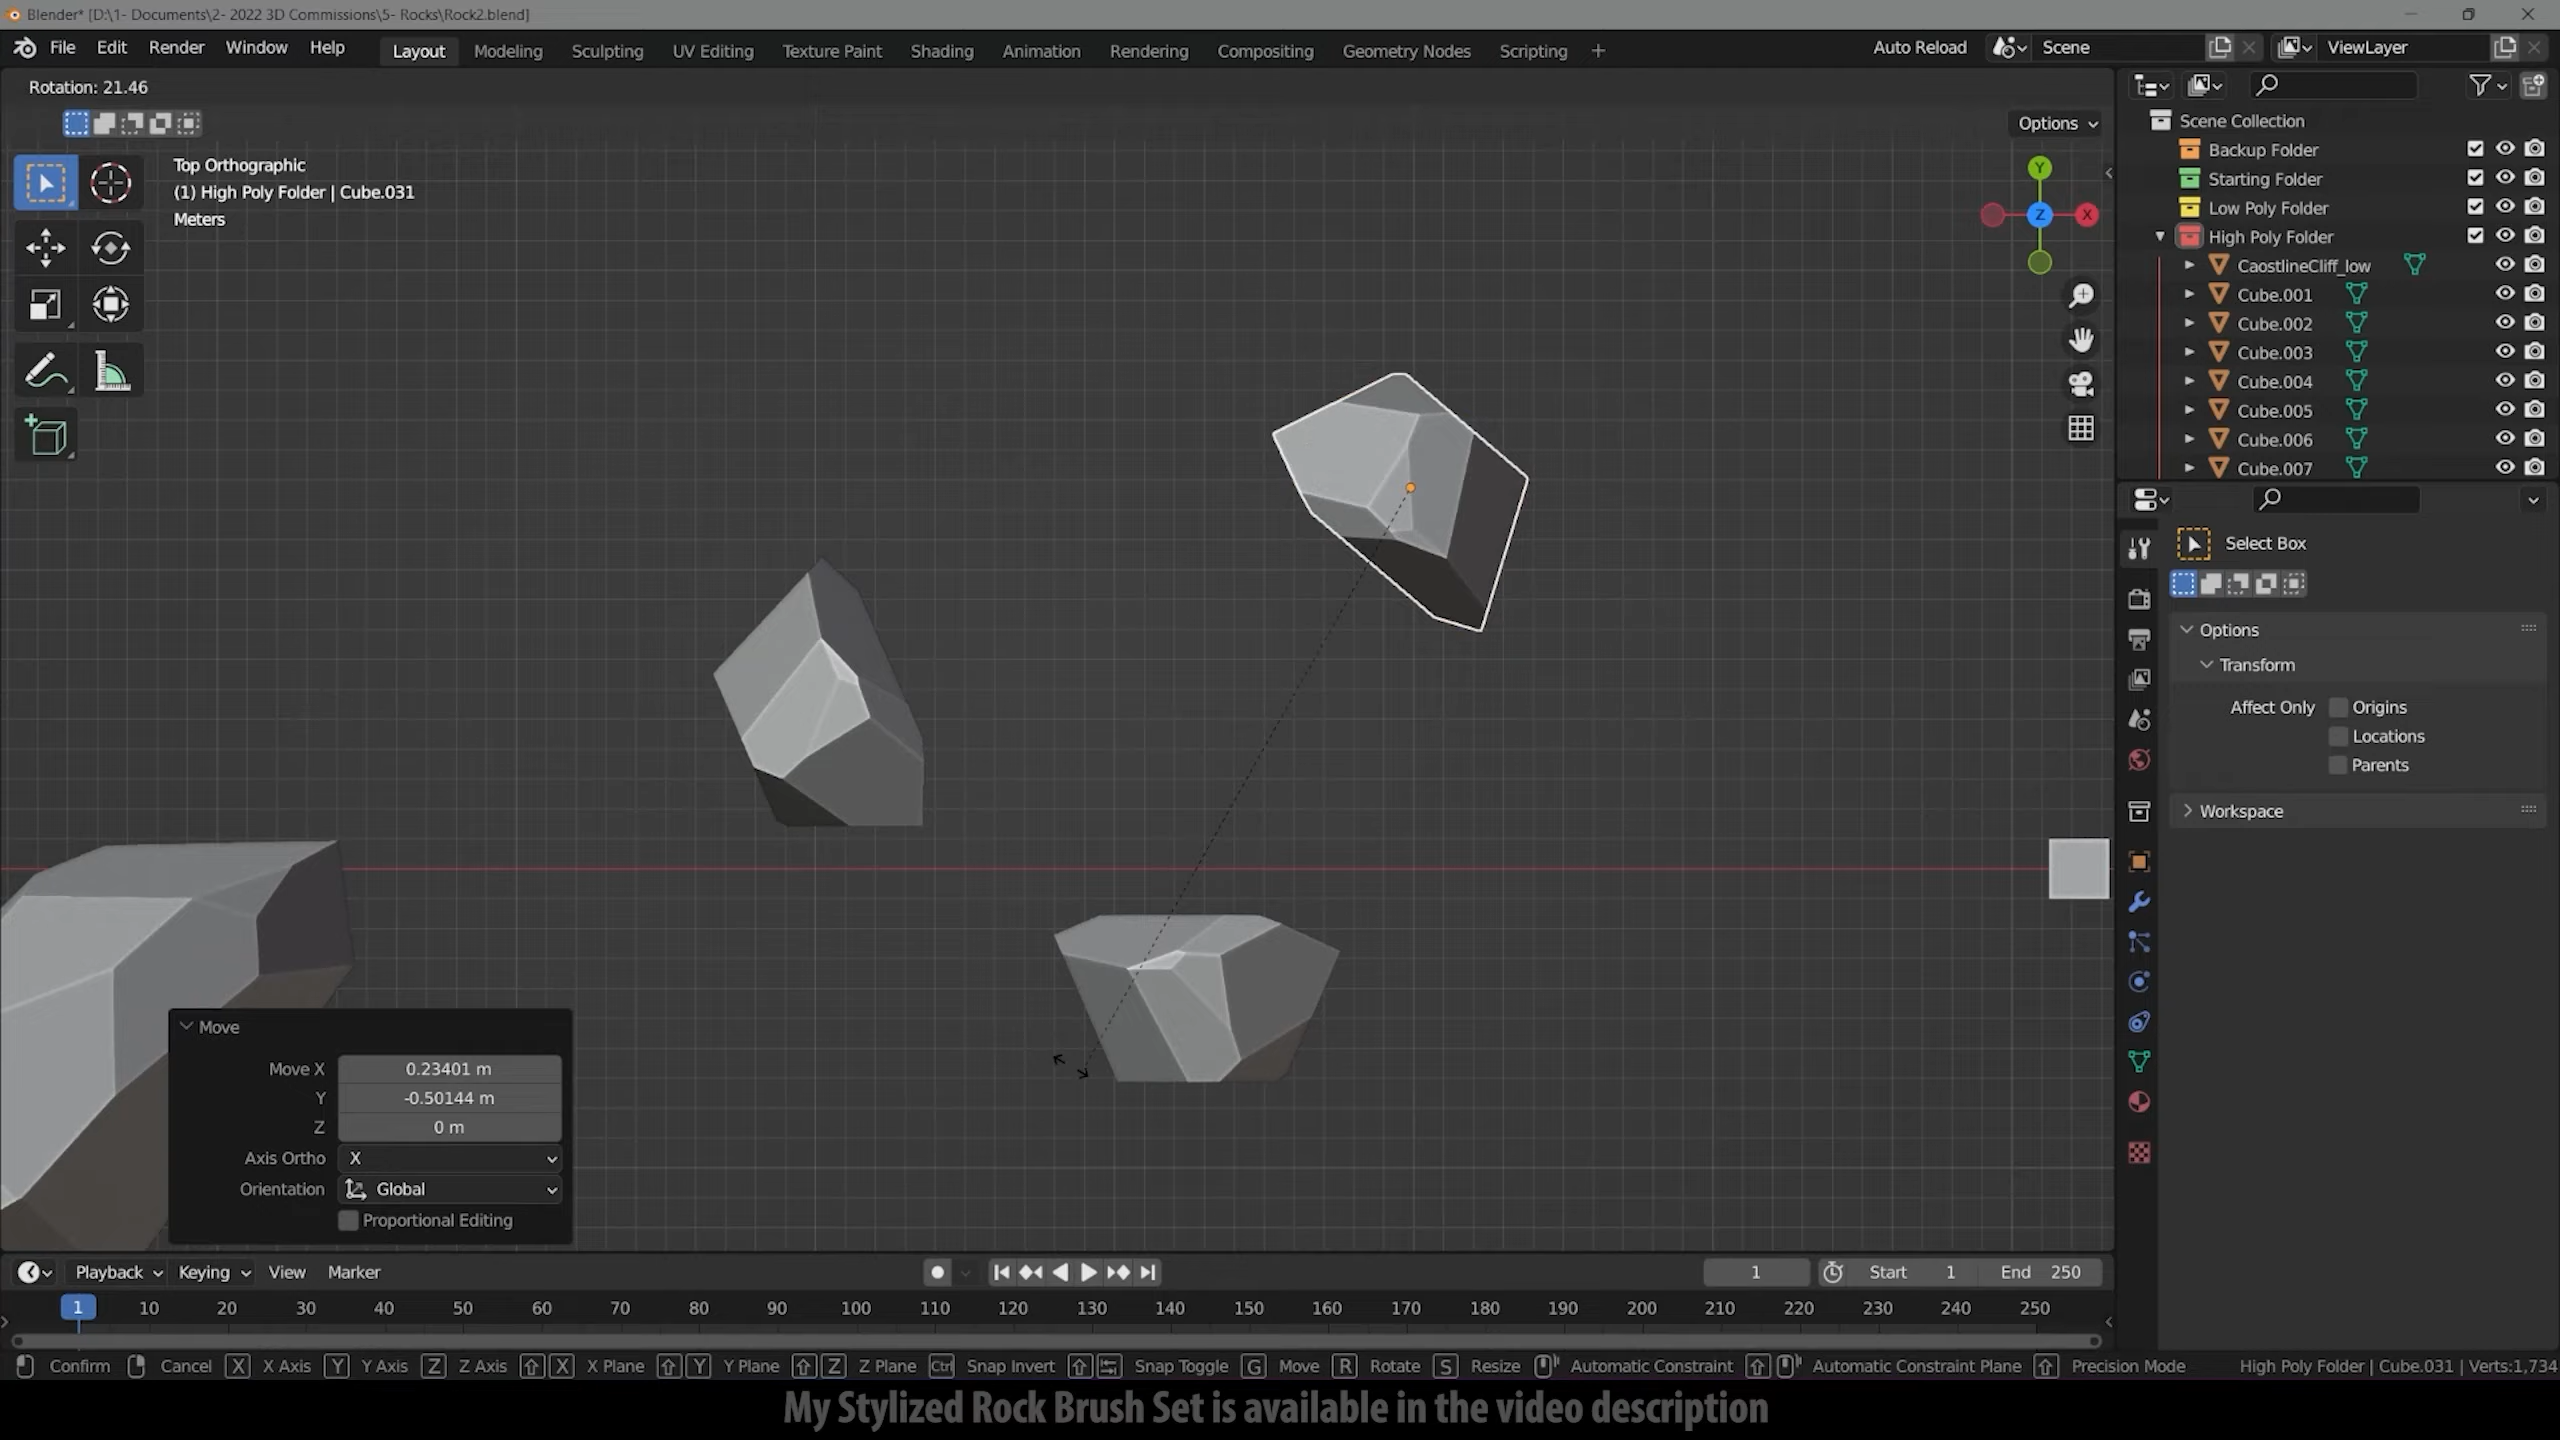 Blender* [D:\1- Documents\2- 2022 3D Commissions\5- Rocks\Rock2.blend]
File Edit Render Window Help Layout Modeling Sculpting UV Editing Texture Paint Shading Animation Rendering Compositing Geometry Nodes Scripting + Auto Reload Scene ViewLayer
Rotation: 21.46
Options
Top Orthographic
(1) High Poly Folder | Cube.031
Meters
Y
Z
X
Scene Collection
Backup Folder
Starting Folder
Low Poly Folder
High Poly Folder
CaostlineCliff_low
Cube.001
Cube.002
Cube.003
Cube.004
Cube.005
Cube.006
Cube.007
Select Box
Options
Transform
Affect Only Origins
Locations
Parents
Workspace
Move
Move X 0.23401 m
Y -0.50144 m
Z 0 m
Axis Ortho X
Orientation Global
Proportional Editing
Playback Keying View Marker 1 Start 1 End 250
1 10 20 30 40 50 60 70 80 90 100 110 120 130 140 150 160 170 180 190 200 210 220 230 240 250
Confirm Cancel X X Axis Y Y Axis Z Z Axis X X Plane Y Y Plane Z Z Plane Ctrl Snap Invert Snap Toggle G Move R Rotate S Resize Automatic Constraint Automatic Constraint Plane Precision Mode High Poly Folder | Cube.031 | Verts:1,734
My Stylized Rock Brush Set is available in the video description